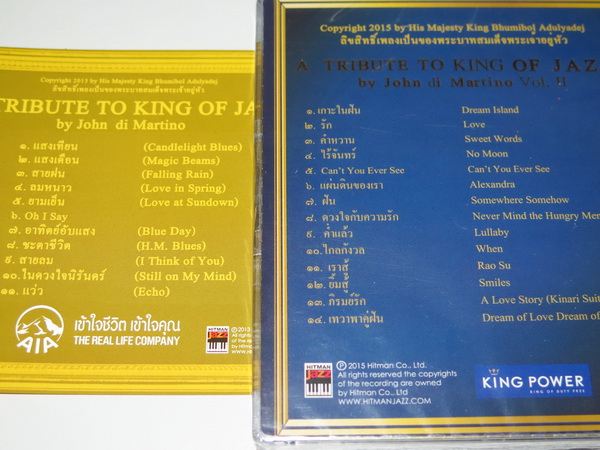 Copyright 2013 by His Majesty King Bhumibol Adulyadej
ลิขสิทธิ์เพลงเป็นของพระบาทสมเด็จพระเจ้าอยู่หัว
TRIBUTE TO KING OF JA
by John di Martino
๑. แสงเทียน (Candlelight Blues)
๒. แสงเดือน (Magic Beams)
๓. สายฝน (Falling Rain)
๔. ลมหนาว (Love in Spring)
๕. ยามเย็น (Love at Sundown)
๖. Oh I Say
๗. อาทิตย์อับแสง (Blue Day)
๘. ชะตาชีวิต (H.M. Blues)
๙. สายลม (I Think of You)
๑๐. ในดวงใจนิรันดร์ (Still on My Mind)
๑๑. แว่ว (Echo)
AIA
เข้าใจชีวิต เข้าใจคุณ
THE REAL LIFE COMPANY
HITMAN
JAZZ
Copyright 2015 by His Majesty King Bhumibol Adulyadej
ลิขสิทธิ์เพลงเป็นของพระบาทสมเด็จพระเจ้าอยู่หัว
A TRIBUTE TO KING OF JAZ
by John di Martino Vol. II
๑. เกาะในฝัน Dream Island
๒. รัก Love
๓. คำหวาน Sweet Words
๔. ไร้จันทร์ No Moon
๕. Can't You Ever See Can't You Ever See
๖. แผ่นดินของเรา Alexandra
๗. ฝัน Somewhere Somehow
๘. ดวงใจกับความรัก Never Mind the Hungry Men
๙. ค่ำแล้ว Lullaby
๑๐. ไกลกังวล When
๑๑. เราสู้ Rao Su
๑๒. ยิ้มสู้ Smiles
๑๓. ภิรมย์รัก A Love Story (Kinari Suit
๑๔. เทวาพาคู่ฝัน Dream of Love Dream of
HITMAN
JAZZ
℗ 2015 Hitman Co., Ltd.
All rights reserved the copyrights
of the recording are owned
by Hitman Co., Ltd
WWW.HITMANJAZZ.COM
KING POWER
KING OF DUTY FREE